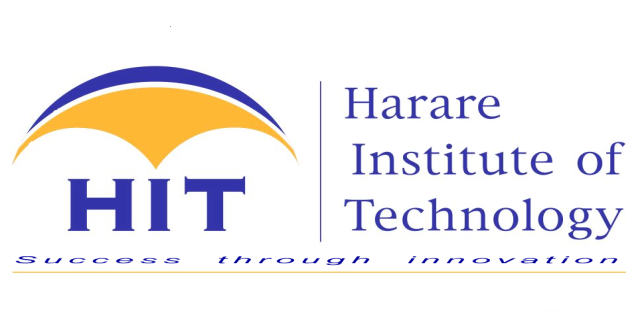 HIT
Harare
Institute of
Technology
Success through innovation